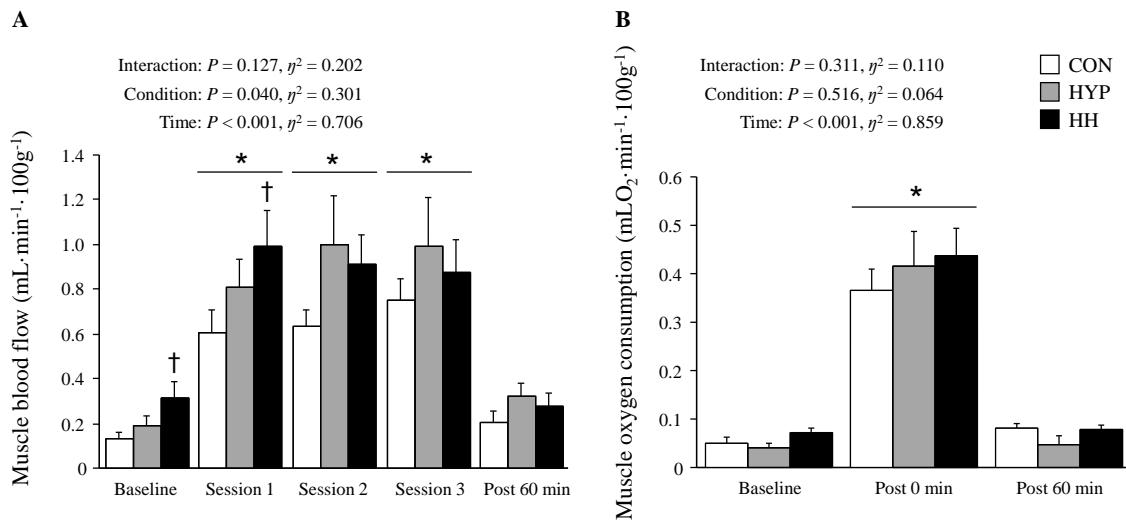 A
Interaction: P = 0.127, η² = 0.202
Condition: P = 0.040, η² = 0.301
Time: P < 0.001, η² = 0.706
Muscle blood flow (mL·min⁻¹·100g⁻¹)
1.4
1.2
1.0
0.8
0.6
0.4
0.2
0
*
*
*
†
†
Baseline
Session 1
Session 2
Session 3
Post 60 min
B
Interaction: P = 0.311, η² = 0.110
Condition: P = 0.516, η² = 0.064
Time: P < 0.001, η² = 0.859
CON
HYP
HH
Muscle oxygen consumption (mLO₂·min⁻¹·100g⁻¹)
0.6
0.5
0.4
0.3
0.2
0.1
0
*
Baseline
Post 0 min
Post 60 min